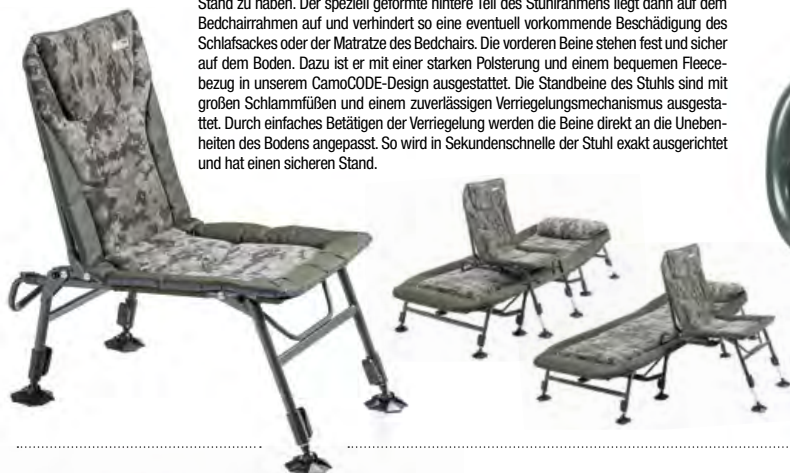 Stand zu haben. Der speziell geformte hintere Teil des Stuhlrahmens liegt dann auf dem
Bedchairrahmen auf und verhindert so eine eventuell vorkommende Beschädigung des
Schlafsackes oder der Matratze des Bedchairs. Die vorderen Beine stehen fest und sicher
auf dem Boden. Dazu ist er mit einer starken Polsterung und einem bequemen Fleece-
bezug in unserem CamoCODE-Design ausgestattet. Die Standbeine des Stuhls sind mit
großen Schlammfüßen und einem zuverlässigen Verriegelungsmechanismus ausgesta-
ttet. Durch einfaches Betätigen der Verriegelung werden die Beine direkt an die Uneben-
heiten des Bodens angepasst. So wird in Sekundenschnelle der Stuhl exakt ausgerichtet
und hat einen sicheren Stand.